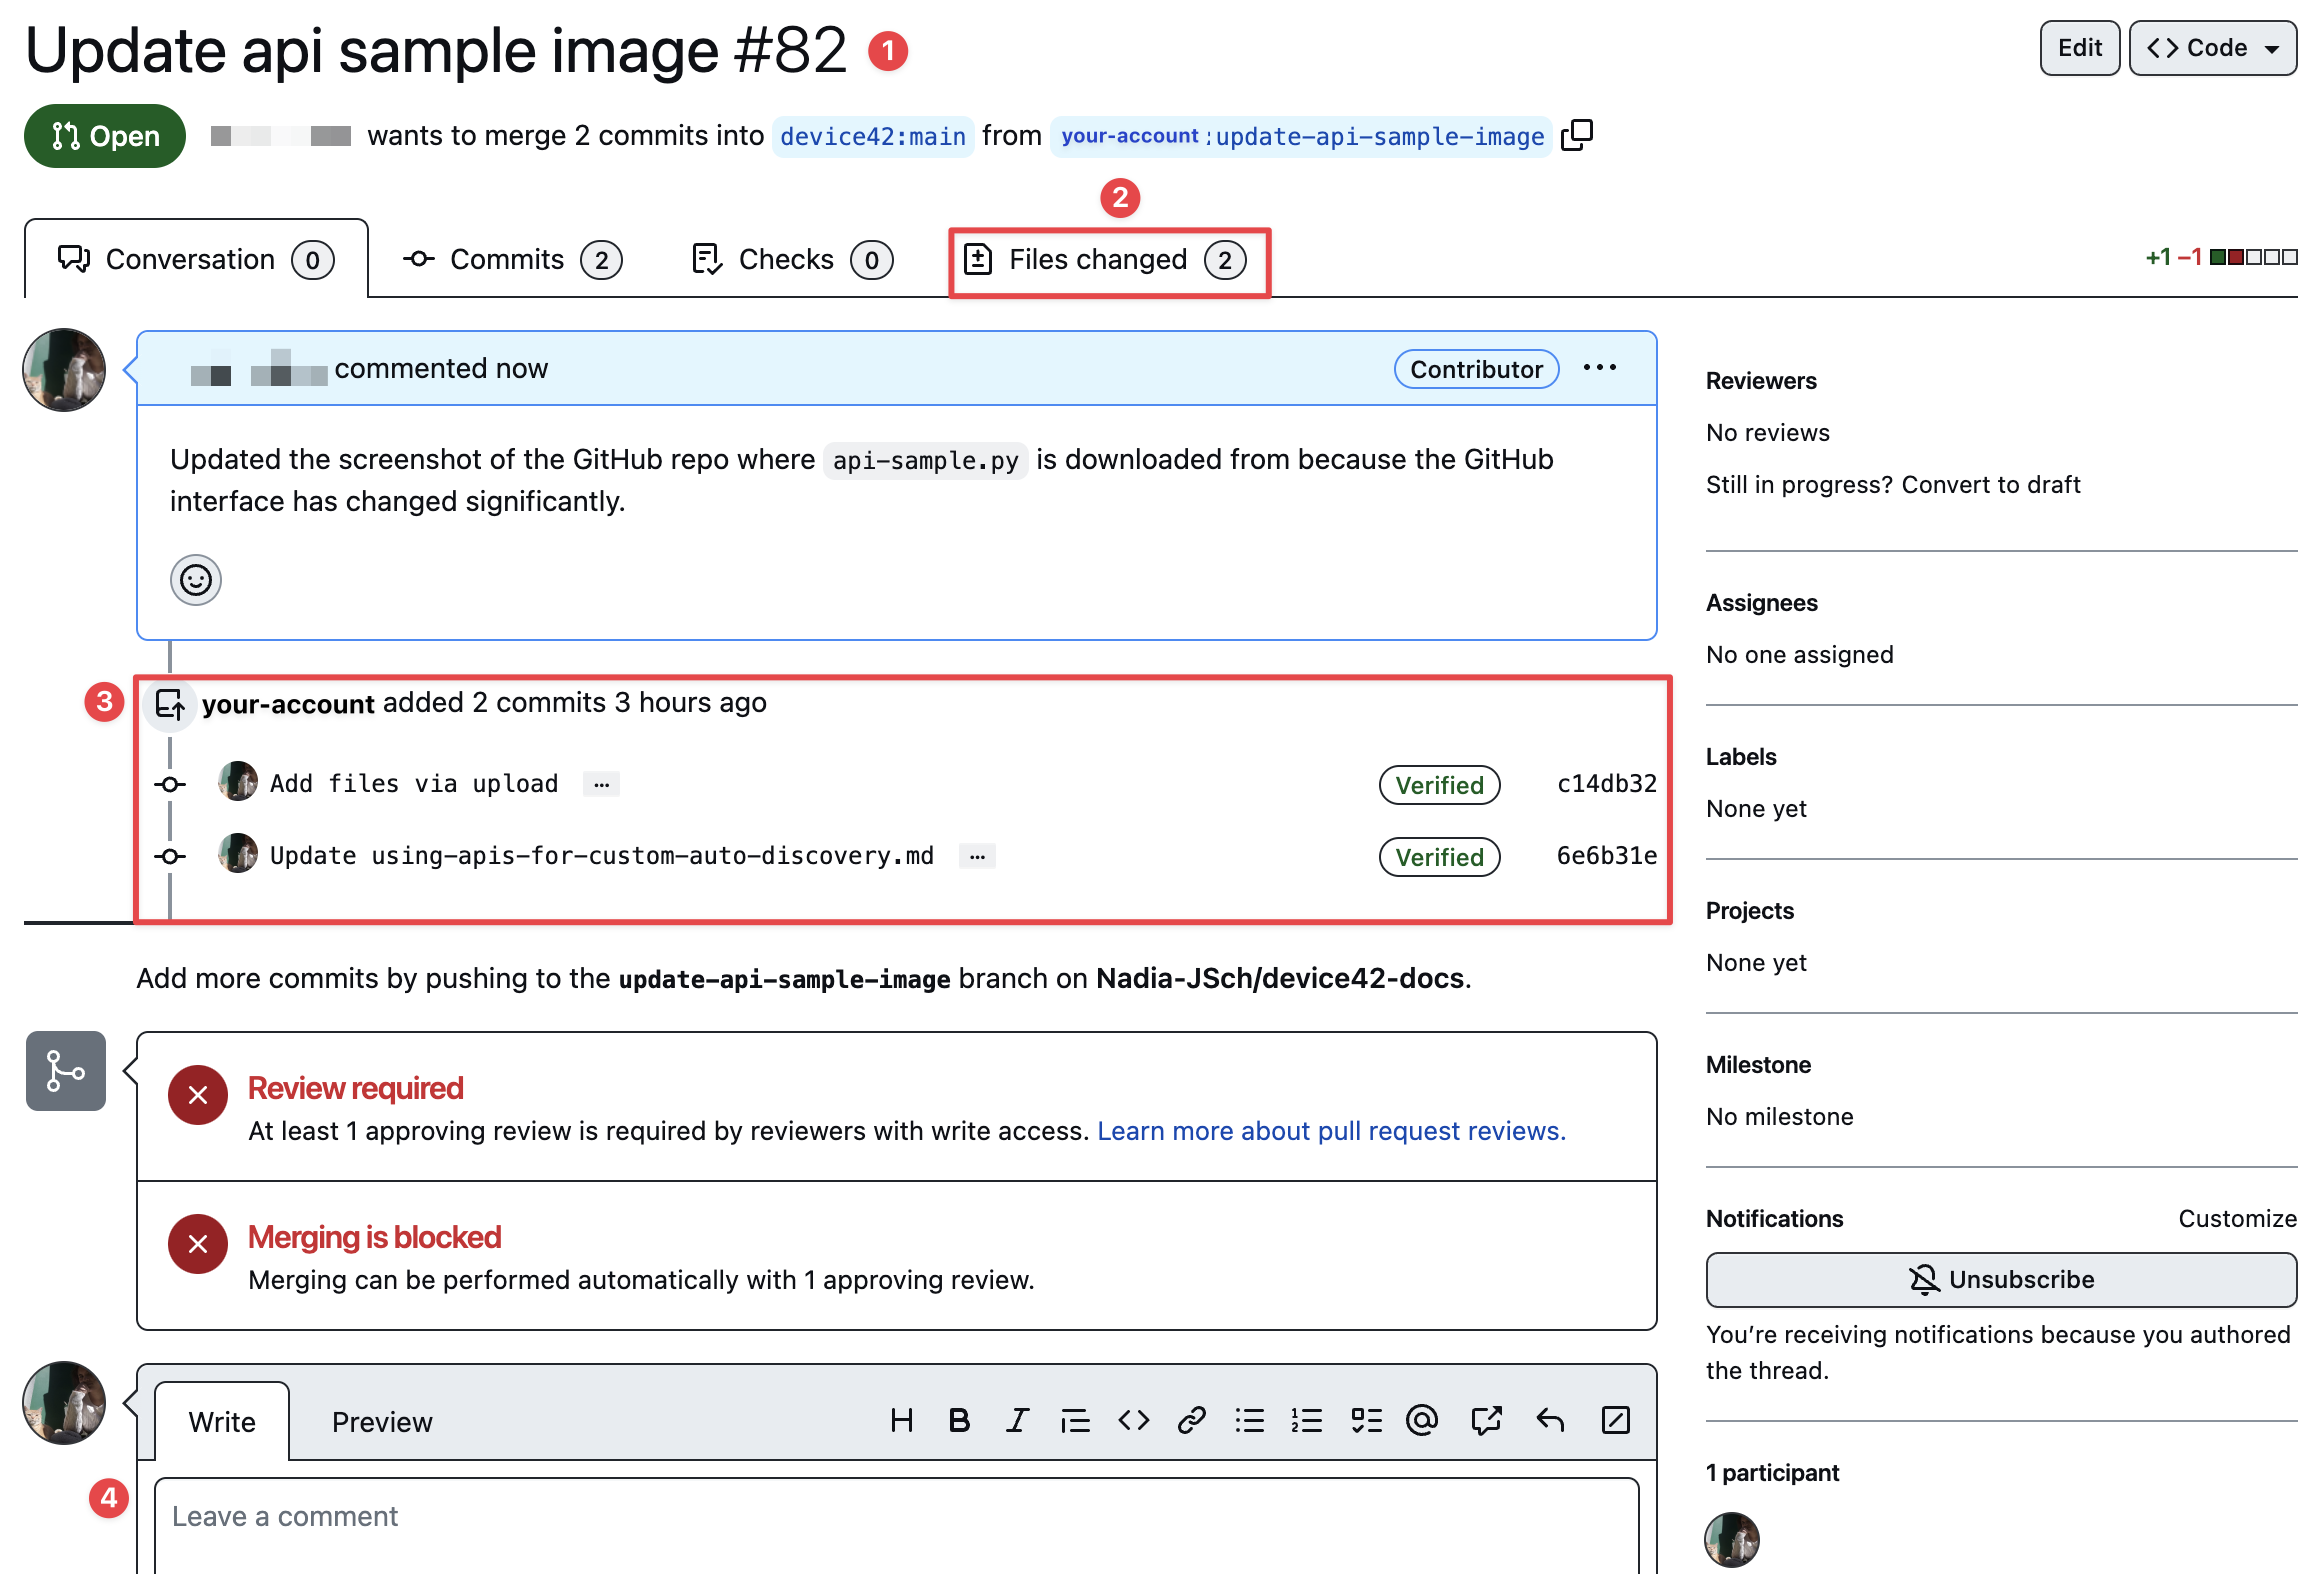 Update api sample image #82 1
Edit
Code
Open
wants to merge 2 commits into device42:main from your-account:update-api-sample-image
2
Conversation 0
Commits 2
Checks 0
Files changed 2
+1 −1
commented now
Contributor
Updated the screenshot of the GitHub repo where api-sample.py is downloaded from because the GitHub
interface has changed significantly.
3
your-account added 2 commits 3 hours ago
Add files via upload ...
Verified
c14db32
Update using-apis-for-custom-auto-discovery.md ...
Verified
6e6b31e
Add more commits by pushing to the update-api-sample-image branch on Nadia-JSch/device42-docs.
Review required
At least 1 approving review is required by reviewers with write access. Learn more about pull request reviews.
Merging is blocked
Merging can be performed automatically with 1 approving review.
Write
Preview
4
Leave a comment
Reviewers
No reviews
Still in progress? Convert to draft
Assignees
No one assigned
Labels
None yet
Projects
None yet
Milestone
No milestone
Notifications
Customize
Unsubscribe
You're receiving notifications because you authored
the thread.
1 participant